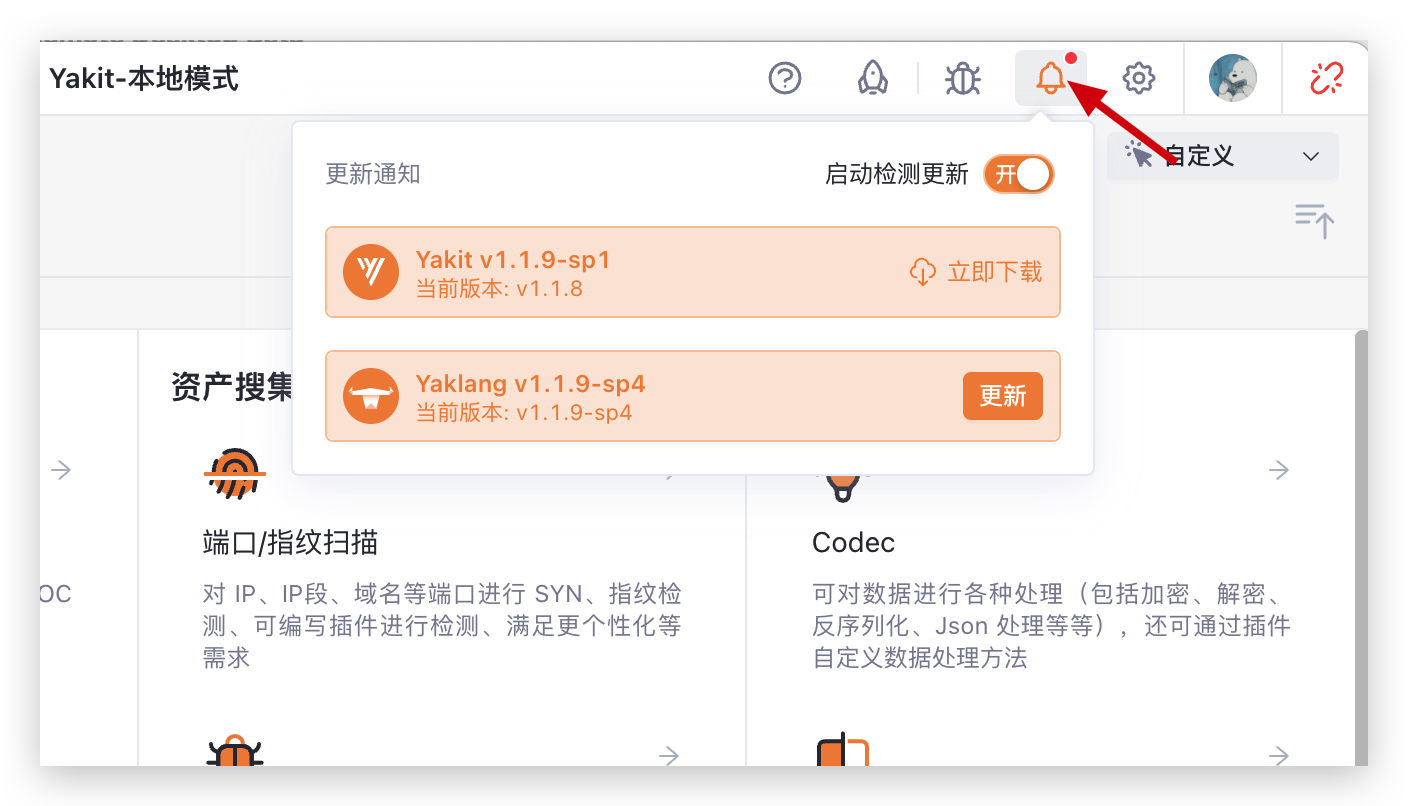 Yakit-本地模式
更新通知
启动检测更新
开
自定义
Yakit v1.1.9-sp1
当前版本: v1.1.8
立即下载
Yaklang v1.1.9-sp4
当前版本: v1.1.9-sp4
更新
资产搜集
端口/指纹扫描
Codec
OC
对 IP、IP段、域名等端口进行 SYN、指纹检
测、可编写插件进行检测、满足更个性化等
需求
可对数据进行各种处理（包括加密、解密、
反序列化、Json 处理等等），还可通过插件
自定义数据处理方法